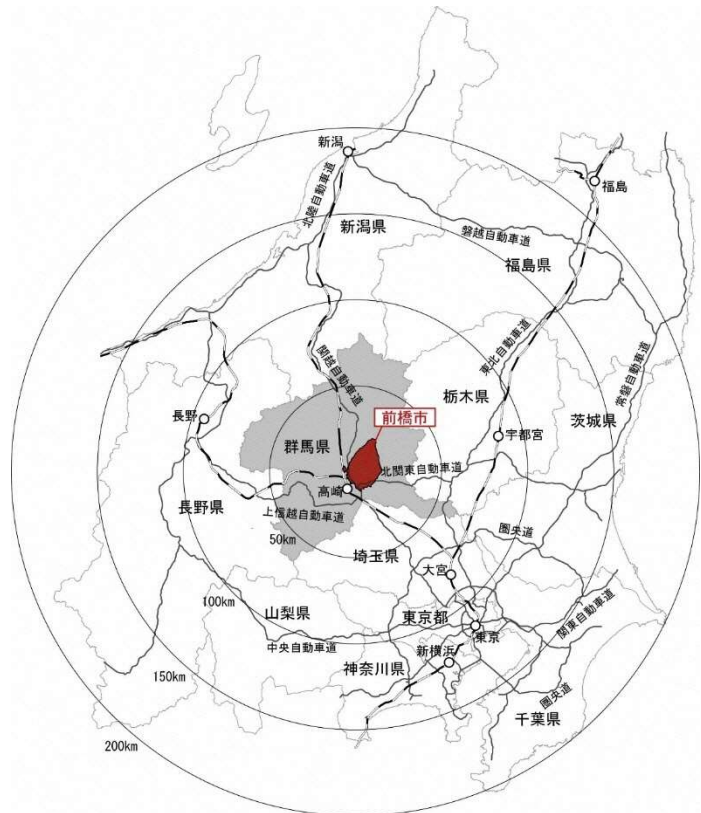 新潟
福島
北陸自動車道
新潟県
磐越自動車道
福島県
関越自動車道
東北自動車道
常磐自動車道
栃木県
茨城県
前橋市
長野
宇都宮
群馬県
北関東自動車道
高崎
長野県
上信越自動車道
圏央道
50km
埼玉県
大宮
100km
山梨県
東京都
関東自動車道
東京
中央自動車道
新横浜
神奈川県
150km
圏央道
千葉県
200km